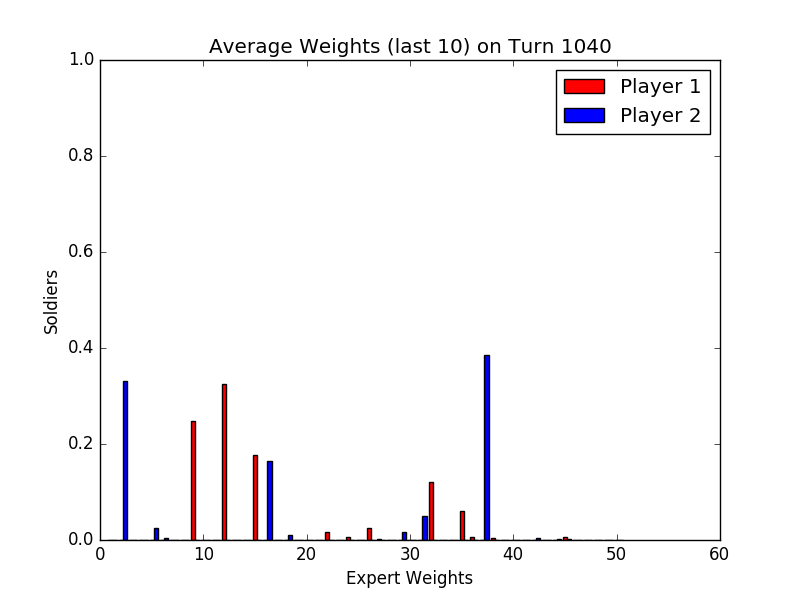 Average Weights (last 10) on Turn 1040
1.0
0.8
0.6
0.4
0.2
0.0
Soldiers
Player 1
Player 2
0 10 20 30 40 50 60
Expert Weights